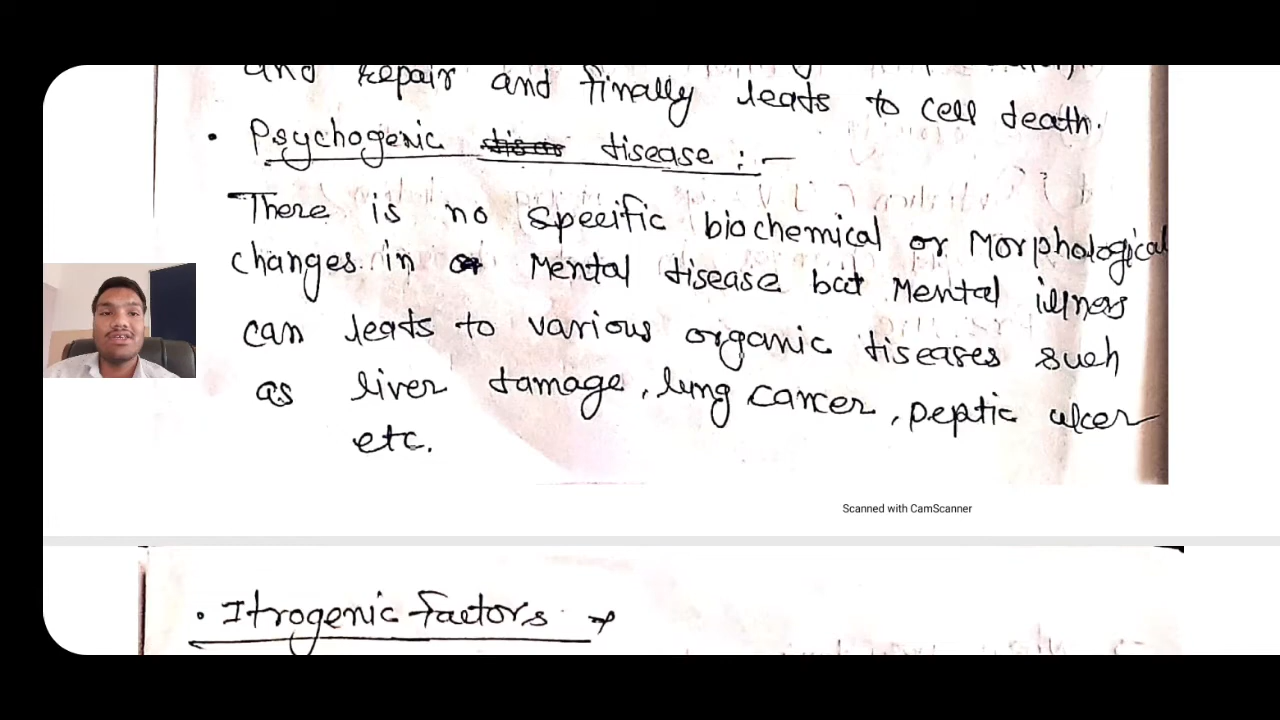 and repair and finally leads to cell death.
• Psychogenic disease :-
There is no specific biochemical or Morphological
changes in Mental disease but Mental illness
can leads to various organic diseases such
as liver damage, lung cancer, peptic ulcer
etc.
Scanned with CamScanner
• Itrogenic factors →